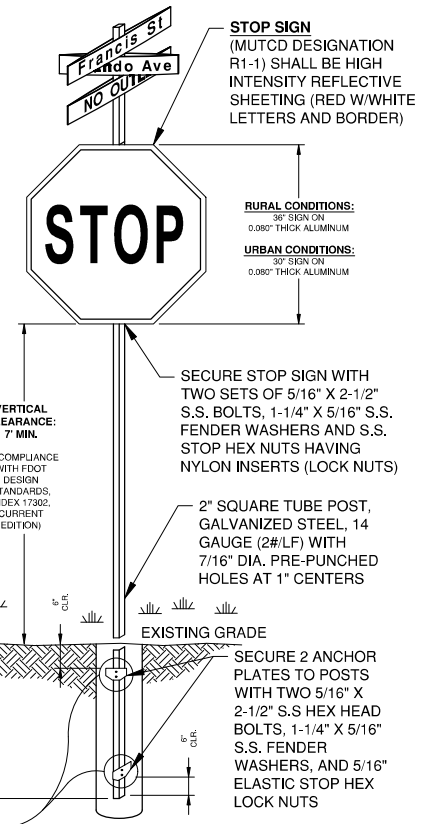 Francis St
ndo Ave
NO OUTLE
STOP SIGN
(MUTCD DESIGNATION
R1-1) SHALL BE HIGH
INTENSITY REFLECTIVE
SHEETING (RED W/WHITE
LETTERS AND BORDER)
STOP
RURAL CONDITIONS:
36" SIGN ON
0.080" THICK ALUMINUM
URBAN CONDITIONS:
30" SIGN ON
0.080" THICK ALUMINUM
SECURE STOP SIGN WITH
TWO SETS OF 5/16" X 2-1/2"
S.S. BOLTS, 1-1/4" X 5/16" S.S.
FENDER WASHERS AND S.S.
STOP HEX NUTS HAVING
NYLON INSERTS (LOCK NUTS)
VERTICAL
EARANCE:
7' MIN.
COMPLIANCE
WITH FDOT
DESIGN
TANDARDS,
DEX 17302,
CURRENT
EDITION)
2" SQUARE TUBE POST,
GALVANIZED STEEL, 14
GAUGE (2#/LF) WITH
7/16" DIA. PRE-PUNCHED
HOLES AT 1" CENTERS
6"
CLR.
EXISTING GRADE
SECURE 2 ANCHOR
PLATES TO POSTS
WITH TWO 5/16" X
2-1/2" S.S HEX HEAD
BOLTS, 1-1/4" X 5/16"
S.S. FENDER
WASHERS, AND 5/16"
ELASTIC STOP HEX
LOCK NUTS
6"
CLR.